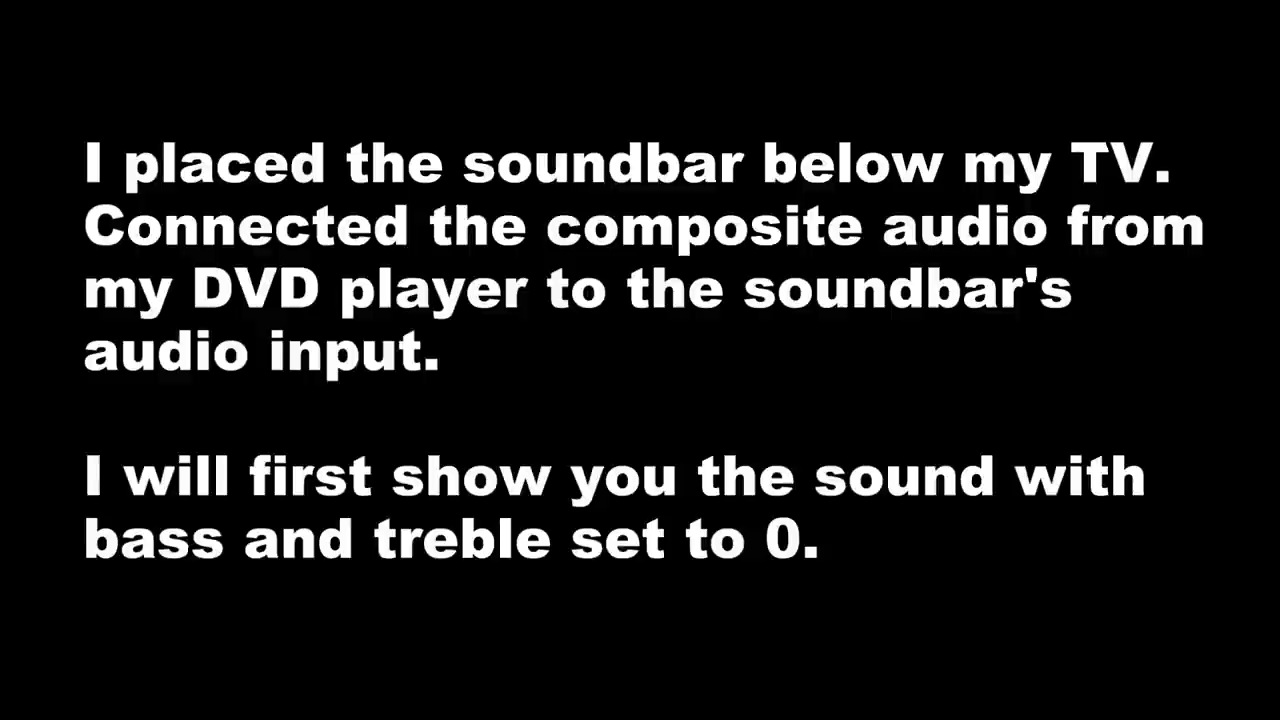 I placed the soundbar below my TV.
Connected the composite audio from
my DVD player to the soundbar's
audio input.
I will first show you the sound with
bass and treble set to 0.